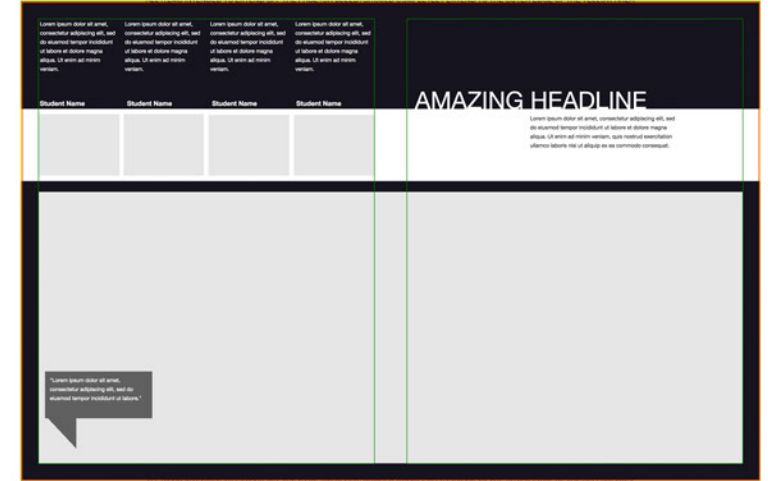 Lorem ipsum dolor sit amet,
consectetur adipiscing elit, sed
do eiusmod tempor incididunt
ut labore et dolore magna
aliqua. Ut enim ad minim
veniam.
Student Name
Lorem ipsum dolor sit amet,
consectetur adipiscing elit, sed
do eiusmod tempor incididunt
ut labore et dolore magna
aliqua. Ut enim ad minim
veniam.
Student Name
Lorem ipsum dolor sit amet,
consectetur adipiscing elit, sed
do eiusmod tempor incididunt
ut labore et dolore magna
aliqua. Ut enim ad minim
veniam.
Student Name
Lorem ipsum dolor sit amet,
consectetur adipiscing elit, sed
do eiusmod tempor incididunt
ut labore et dolore magna
aliqua. Ut enim ad minim
veniam.
Student Name
AMAZING HEADLINE
Lorem ipsum dolor sit amet, consectetur adipiscing elit, sed
do eiusmod tempor incididunt ut labore et dolore magna
aliqua. Ut enim ad minim veniam, quis nostrud exercitation
ullamco laboris nisi ut aliquip ex ea commodo consequat.
"Lorem ipsum dolor sit amet,
consectetur adipiscing elit, sed do
eiusmod tempor incididunt ut labore."